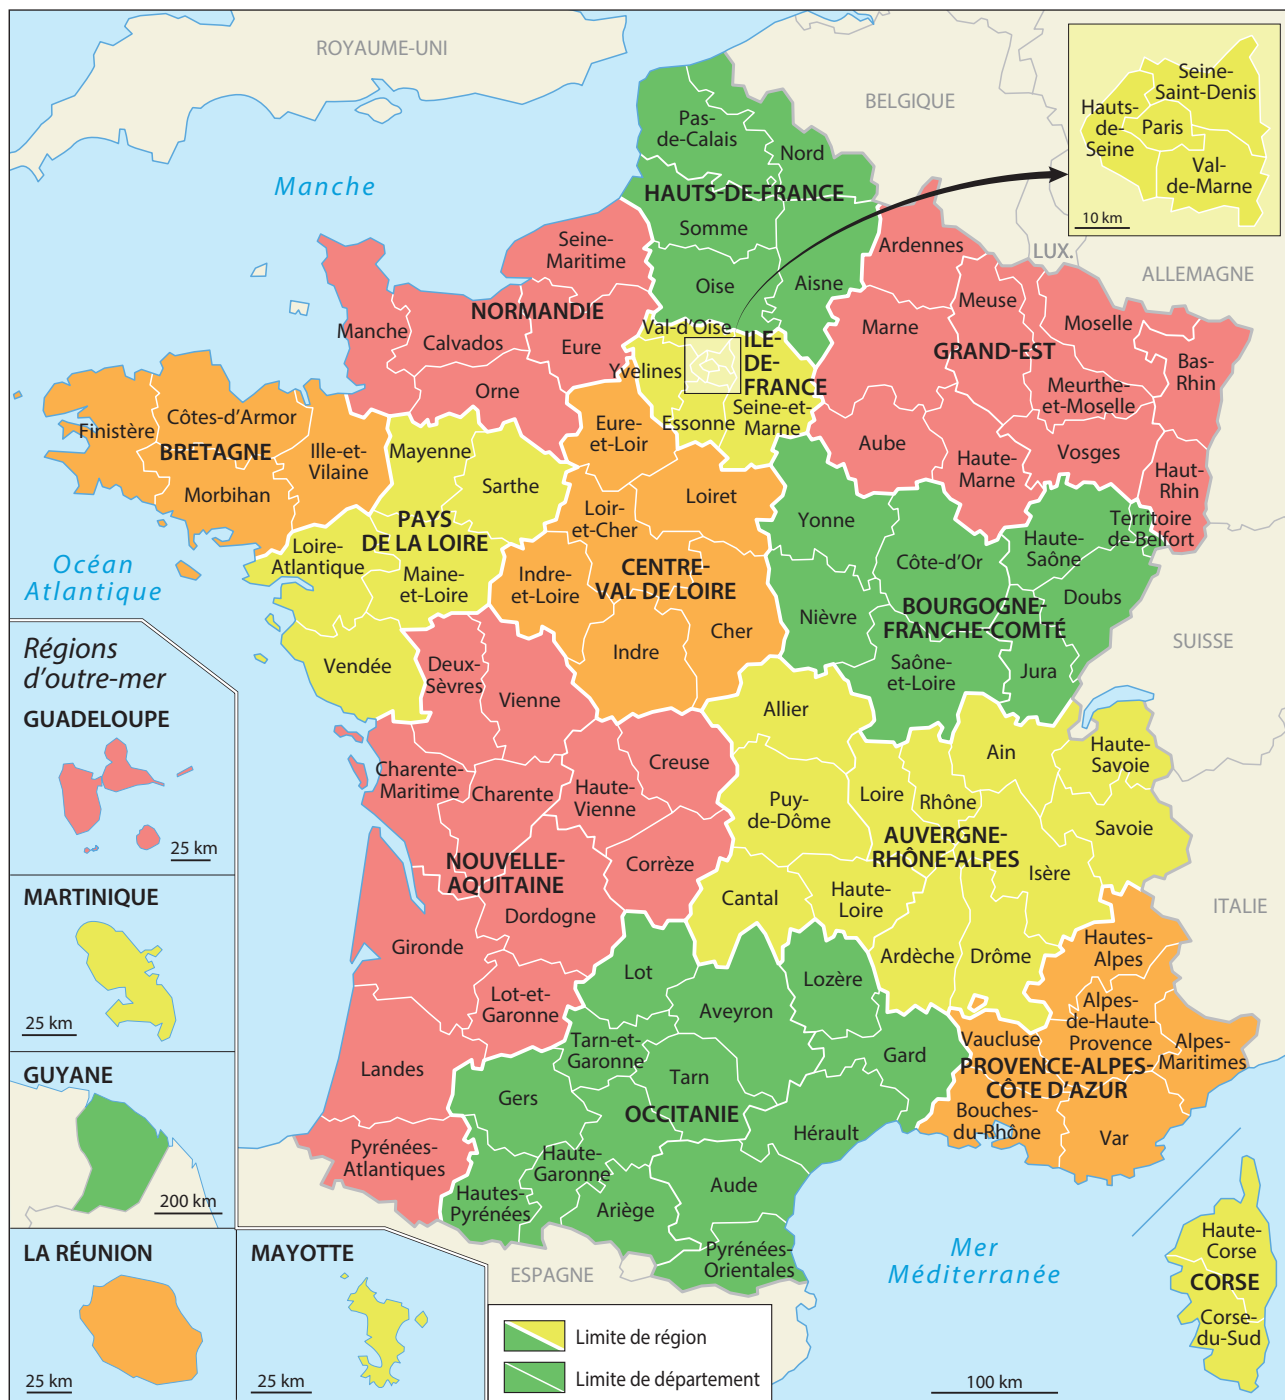 ROYAUME-UNI
BELGIQUE
LUX.
ALLEMAGNE
SUISSE
ITALIE
ESPAGNE
Manche
Océan
Atlantique
Mer
Méditerranée
Seine-
Saint-Denis
Hauts-
de-
Seine
Paris
Val-
de-Marne
10 km
Pas-
de-Calais
Nord
HAUTS-DE-FRANCE
Somme
Oise
Aisne
Seine-
Maritime
NORMANDIE
Manche
Calvados
Eure
Orne
Val-d'Oise
ILE-
DE-
FRANCE
Yvelines
Essonne
Seine-et-
Marne
Ardennes
Meuse
Marne
Moselle
GRAND-EST
Bas-
Rhin
Meurthe-
et-Moselle
Aube
Haute-
Marne
Vosges
Haut-
Rhin
Finistère
Côtes-d'Armor
BRETAGNE
Ille-et-
Vilaine
Morbihan
Mayenne
Sarthe
PAYS
DE LA LOIRE
Loire-
Atlantique
Maine-
et-Loire
Vendée
Eure-
et-Loir
Loiret
Loir-
et-Cher
CENTRE-
VAL DE LOIRE
Indre-
et-Loire
Cher
Indre
Yonne
Côte-d'Or
Haute-
Saône
Territoire
de Belfort
Doubs
BOURGOGNE-
FRANCHE-COMTÉ
Nièvre
Saône-
et-Loire
Jura
Deux-
Sèvres
Vienne
Charente-
Maritime
Charente
Haute-
Vienne
Creuse
NOUVELLE-
AQUITAINE
Corrèze
Dordogne
Gironde
Lot-et-
Garonne
Landes
Pyrénées-
Atlantiques
Allier
Ain
Haute-
Savoie
Puy-
de-Dôme
Loire
Rhône
Savoie
AUVERGNE-
RHÔNE-ALPES
Isère
Cantal
Haute-
Loire
Ardèche
Drôme
Lot
Aveyron
Lozère
Tarn-et-
Garonne
Tarn
Gard
Gers
OCCITANIE
Hérault
Haute-
Garonne
Hautes-
Pyrénées
Ariège
Aude
Pyrénées-
Orientales
Hautes-
Alpes
Alpes-
de-Haute-
Provence
Vaucluse
Alpes-
Maritimes
PROVENCE-ALPES-
CÔTE D'AZUR
Bouches-
du-Rhône
Var
Haute-
Corse
CORSE
Corse-
du-Sud
Régions
d'outre-mer
GUADELOUPE
25 km
MARTINIQUE
25 km
GUYANE
200 km
LA RÉUNION
25 km
MAYOTTE
25 km
Limite de région
Limite de département
100 km